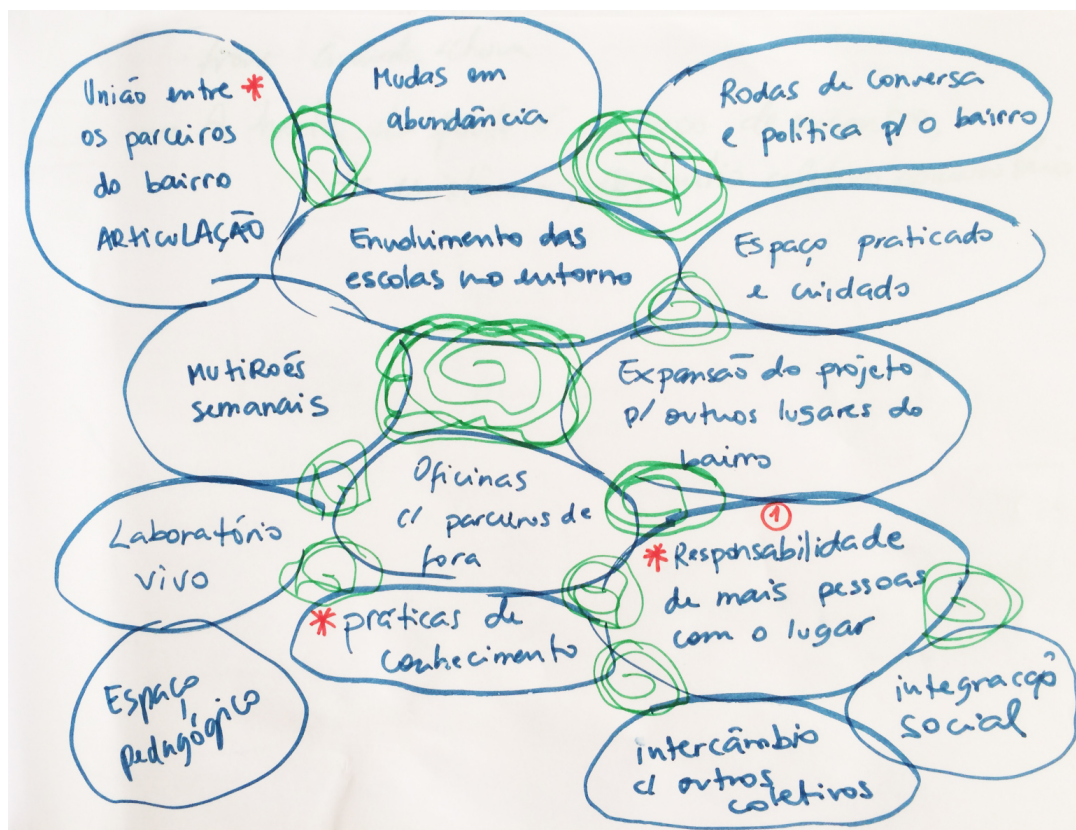 União entre *
os parceiros
do bairro
ARTICULAÇÃO
Mudas em
abundância
Rodas de conversa
e política p/ o bairro
Envolvimento das
escolas no entorno
Espaço praticado
e cuidado
MUTIRÕES
semanais
Expansão do projeto
p/ outros lugares do
bairro
Oficinas
c/ parceiros de
fora
Laboratório
vivo
1
* Responsabilidade
de mais pessoas
com o lugar
* práticas de
conhecimento
Espaço
pedagógico
integração
social
intercâmbio
c/ outros
coletivos